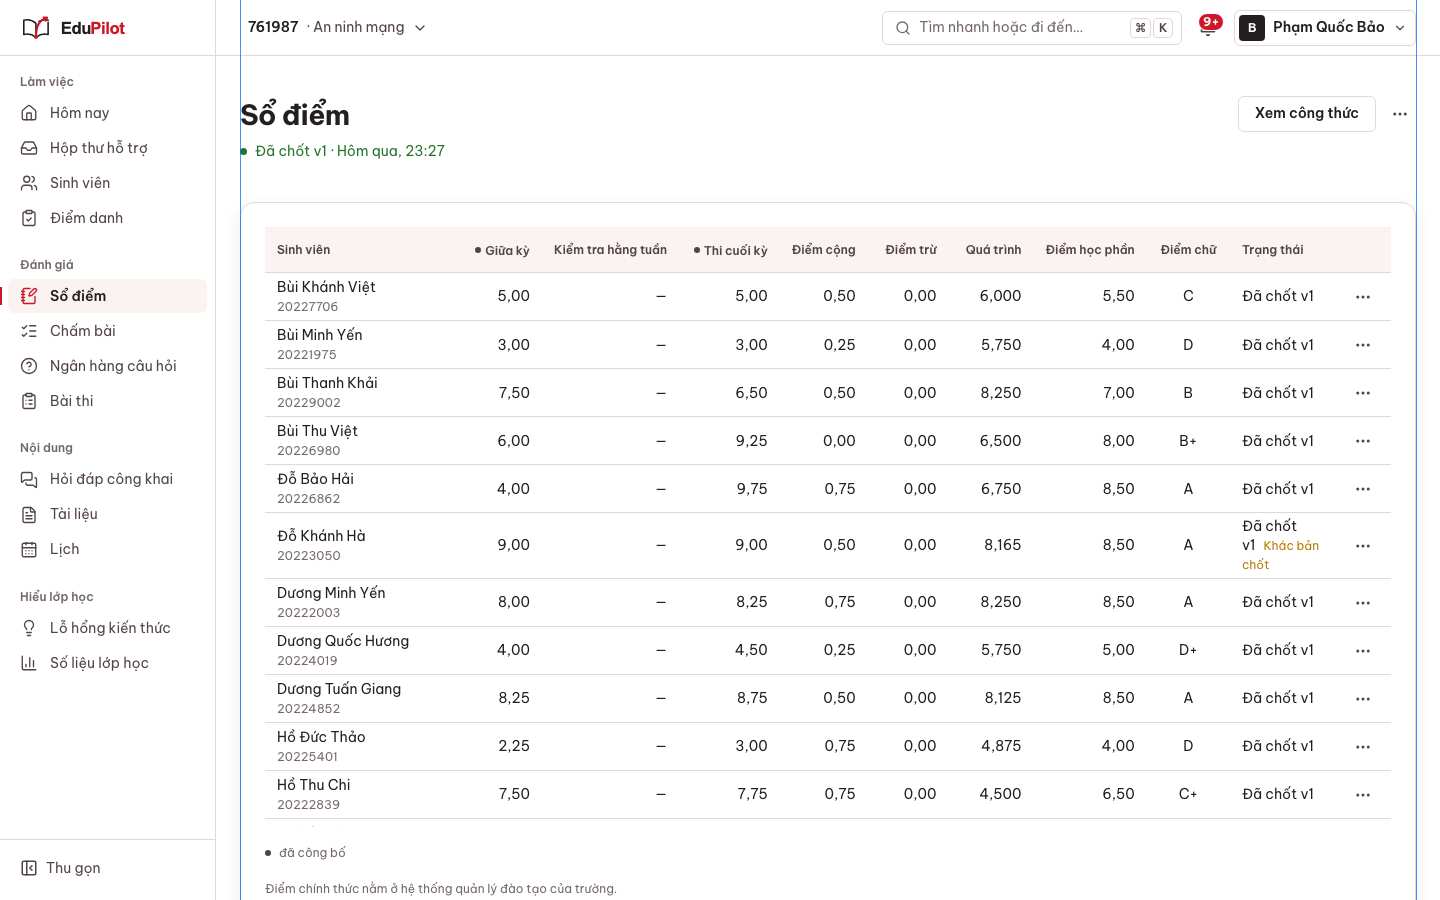 EduPilot
761987 · An ninh mạng
Tìm nhanh hoặc đi đến...
⌘ K
9+
B Phạm Quốc Bảo
Làm việc
Hôm nay
Hộp thư hỗ trợ
Sinh viên
Điểm danh
Đánh giá
Sổ điểm
Chấm bài
Ngân hàng câu hỏi
Bài thi
Nội dung
Hỏi đáp công khai
Tài liệu
Lịch
Hiểu lớp học
Lỗ hổng kiến thức
Số liệu lớp học
Thu gọn
Sổ điểm
Đã chốt v1 · Hôm qua, 23:27
Xem công thức
Sinh viên Giữa kỳ Kiểm tra hằng tuần Thi cuối kỳ Điểm cộng Điểm trừ Quá trình Điểm học phần Điểm chữ Trạng thái
Bùi Khánh Việt
20227706
5,00 — 5,00 0,50 0,00 6,000 5,50 C Đã chốt v1
Bùi Minh Yến
20221975
3,00 — 3,00 0,25 0,00 5,750 4,00 D Đã chốt v1
Bùi Thanh Khải
20229002
7,50 — 6,50 0,50 0,00 8,250 7,00 B Đã chốt v1
Bùi Thu Việt
20226980
6,00 — 9,25 0,00 0,00 6,500 8,00 B+ Đã chốt v1
Đỗ Bảo Hải
20226862
4,00 — 9,75 0,75 0,00 6,750 8,50 A Đã chốt v1
Đỗ Khánh Hà
20223050
9,00 — 9,00 0,50 0,00 8,165 8,50 A Đã chốt
v1 Khác bản
chốt
Dương Minh Yến
20222003
8,00 — 8,25 0,75 0,00 8,250 8,50 A Đã chốt v1
Dương Quốc Hương
20224019
4,00 — 4,50 0,25 0,00 5,750 5,00 D+ Đã chốt v1
Dương Tuấn Giang
20224852
8,25 — 8,75 0,50 0,00 8,125 8,50 A Đã chốt v1
Hồ Đức Thảo
20225401
2,25 — 3,00 0,75 0,00 4,875 4,00 D Đã chốt v1
Hồ Thu Chi
20222839
7,50 — 7,75 0,75 0,00 4,500 6,50 C+ Đã chốt v1
đã công bố
Điểm chính thức nằm ở hệ thống quản lý đào tạo của trường.